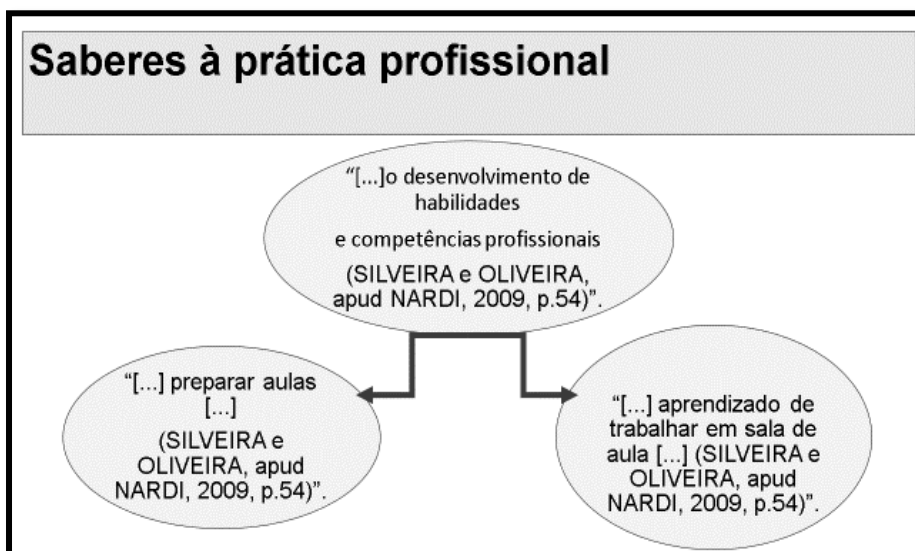 Saberes à prática profissional
“[...]o desenvolvimento de
habilidades
e competências profissionais
(SILVEIRA e OLIVEIRA,
apud NARDI, 2009, p.54)”.
“[...] preparar aulas
[...]
(SILVEIRA e
OLIVEIRA, apud
NARDI, 2009, p.54)”.
“[...] aprendizado de
trabalhar em sala de
aula [...] (SILVEIRA e
OLIVEIRA, apud
NARDI, 2009, p.54)”.